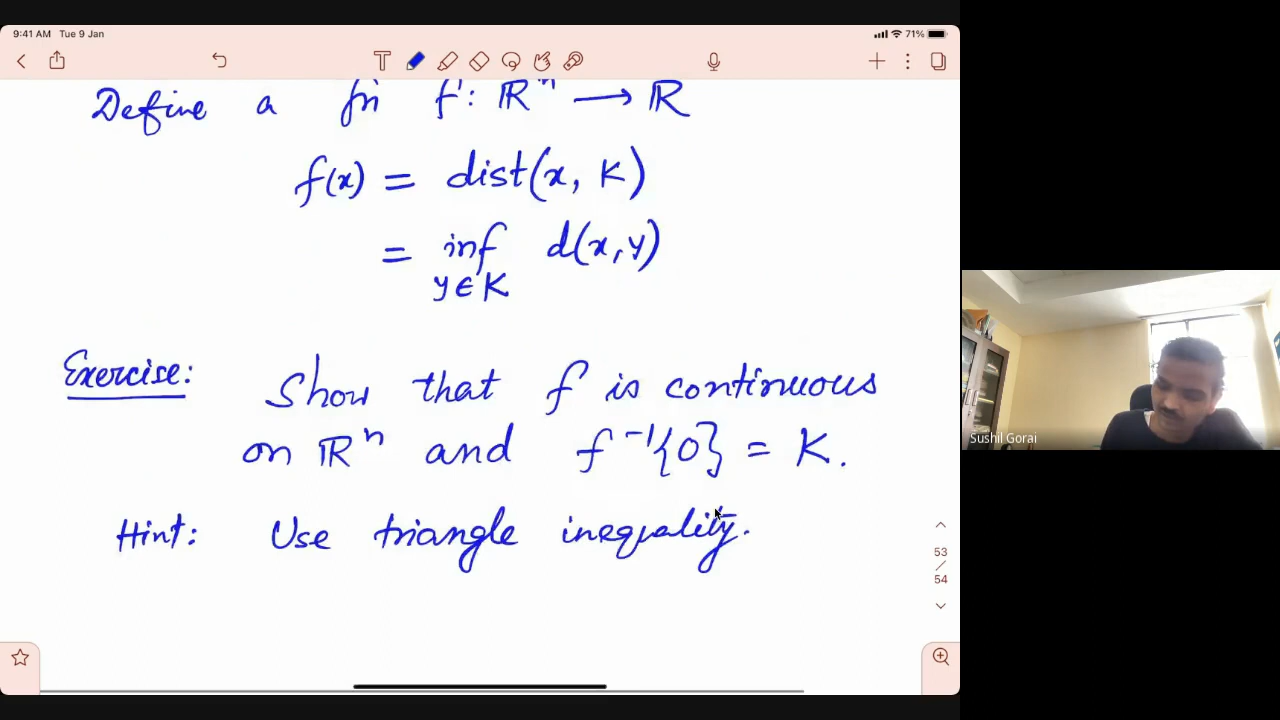 9:41 AM Tue 9 Jan
71%
Define a fn f: ℝⁿ ⟶ ℝ
f(x) = dist(x, K)
= inf d(x,y)
y∈K
Exercise: Show that f is continuous
on ℝⁿ and f⁻¹{0} = K.
Hint: Use triangle inequality.
53
/
54
Sushil Gorai